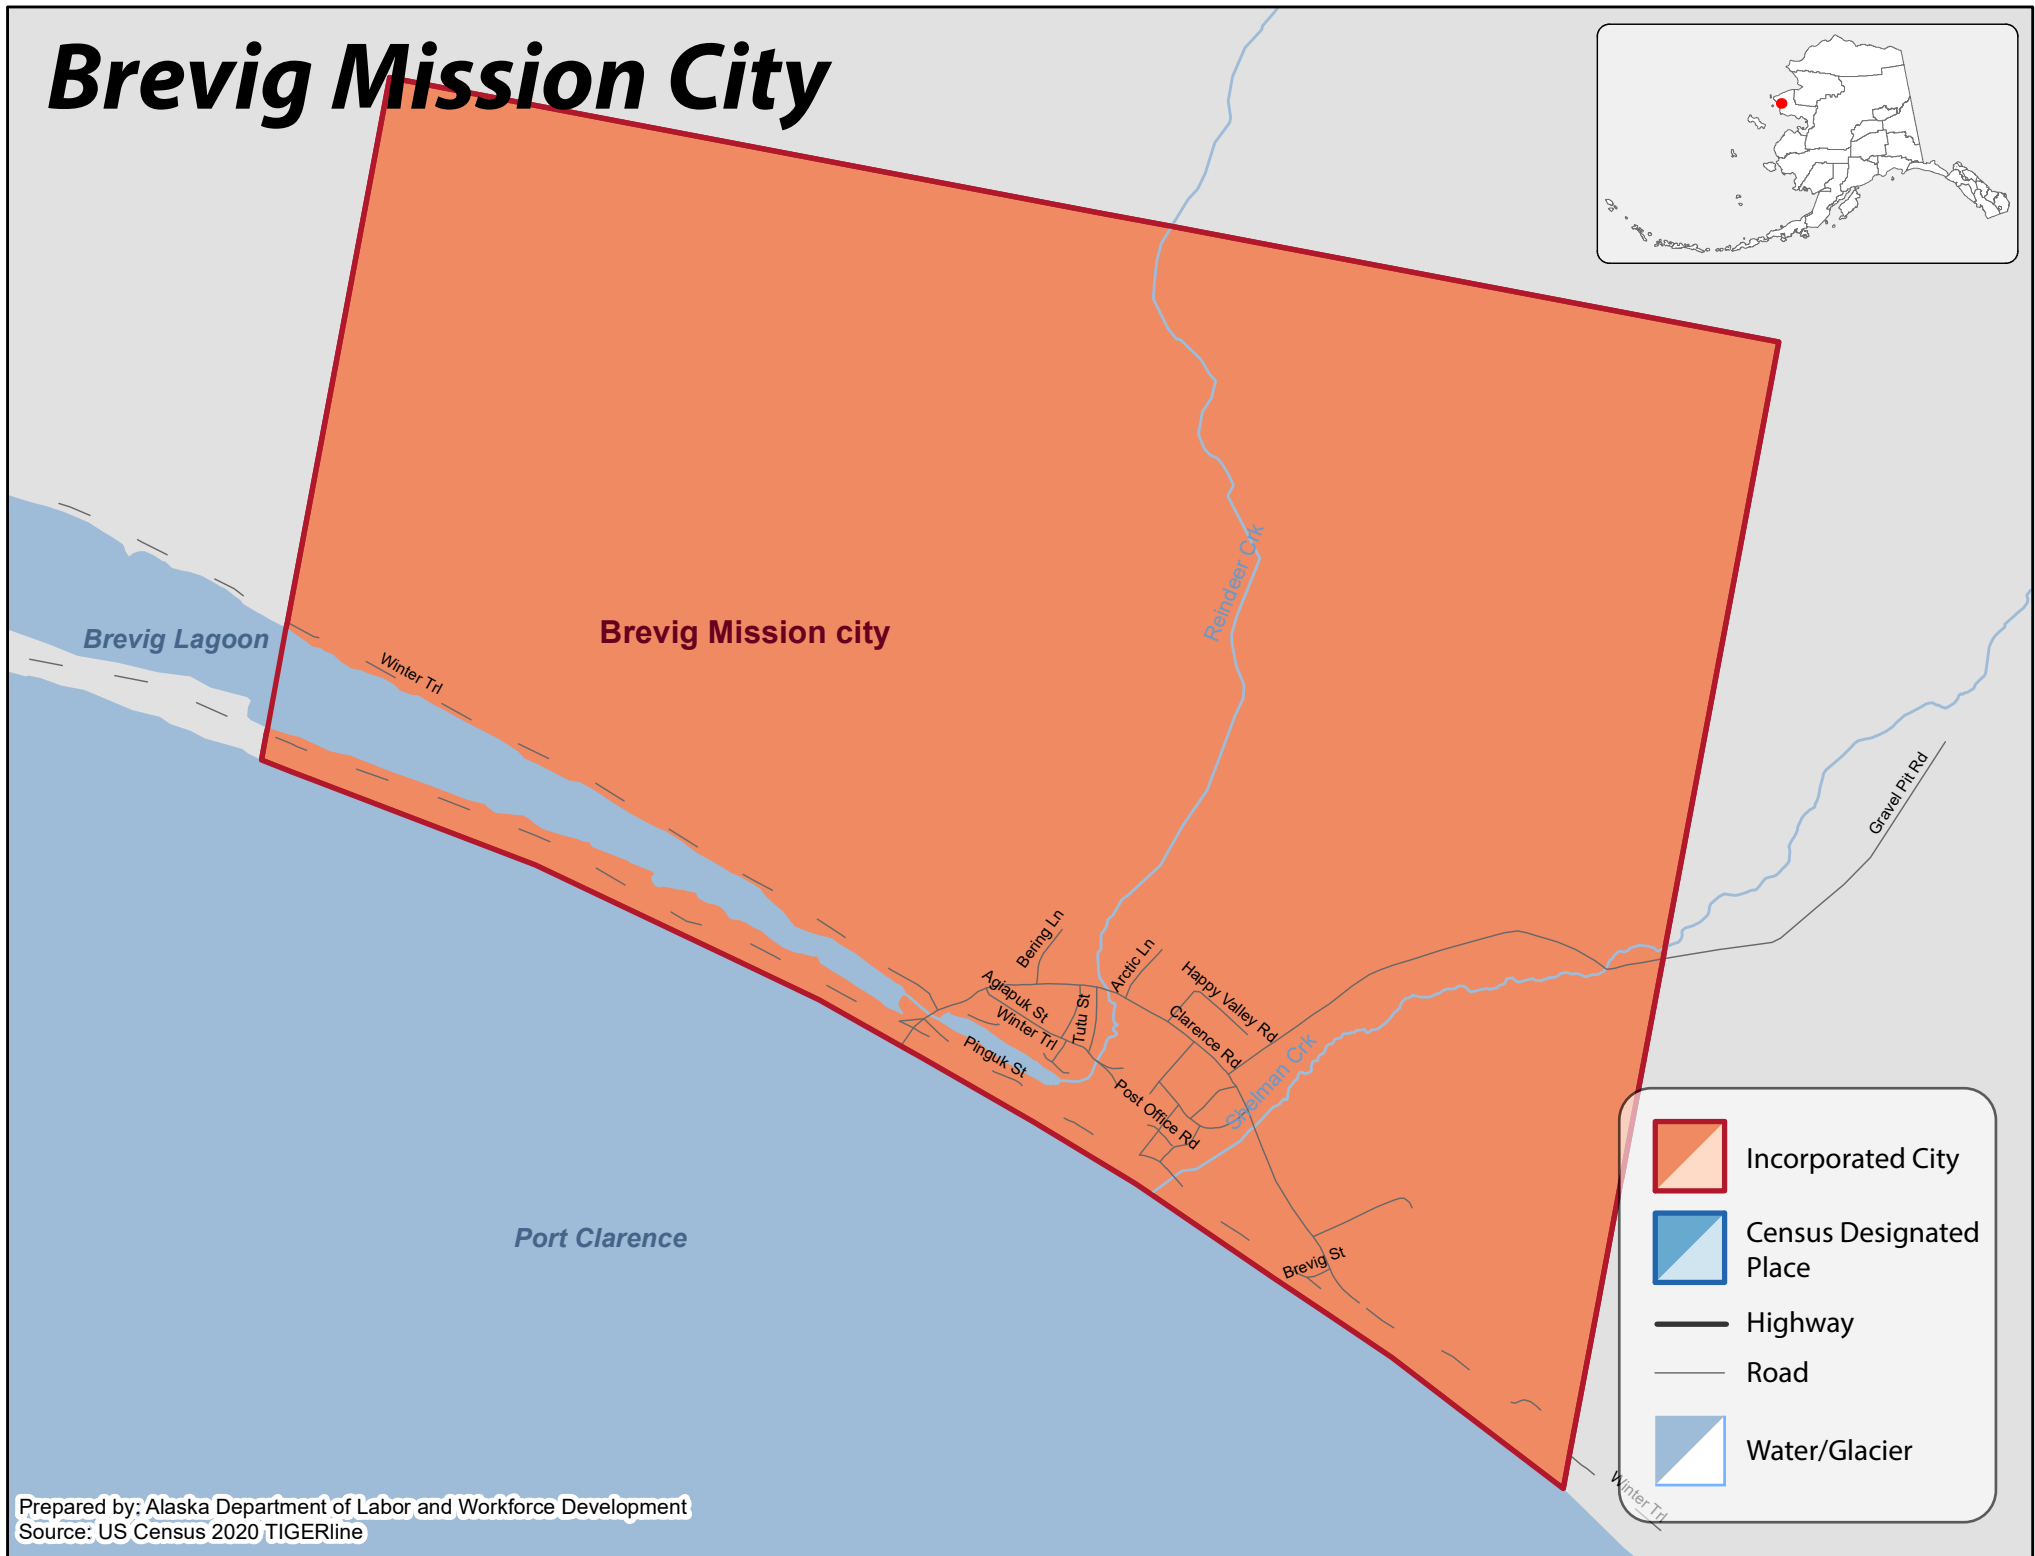 Brevig Mission City
Brevig Lagoon
Brevig Mission city
Reindeer Crk
Winter Trl
Gravel Pit Rd
Bering Ln
Arctic Ln
Happy Valley Rd
Agiapuk St
Tutu St
Clarence Rd
Winter Trl
Pinguk St
Shelman Crk
Post Office Rd
Port Clarence
Brevig St
Incorporated City
Census Designated
Place
Highway
Road
Water/Glacier
Winter Trl
Prepared by: Alaska Department of Labor and Workforce Development
Source: US Census 2020 TIGERline